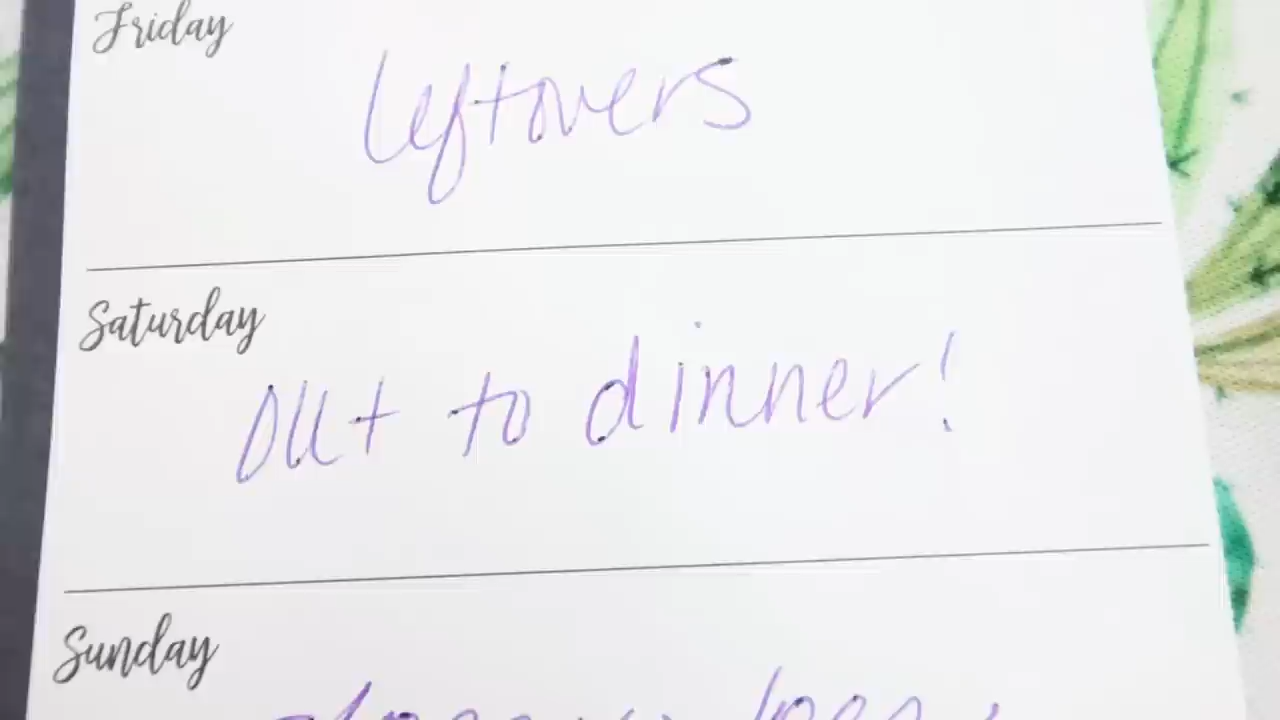 Friday
leftovers
Saturday
out to dinner!
Sunday